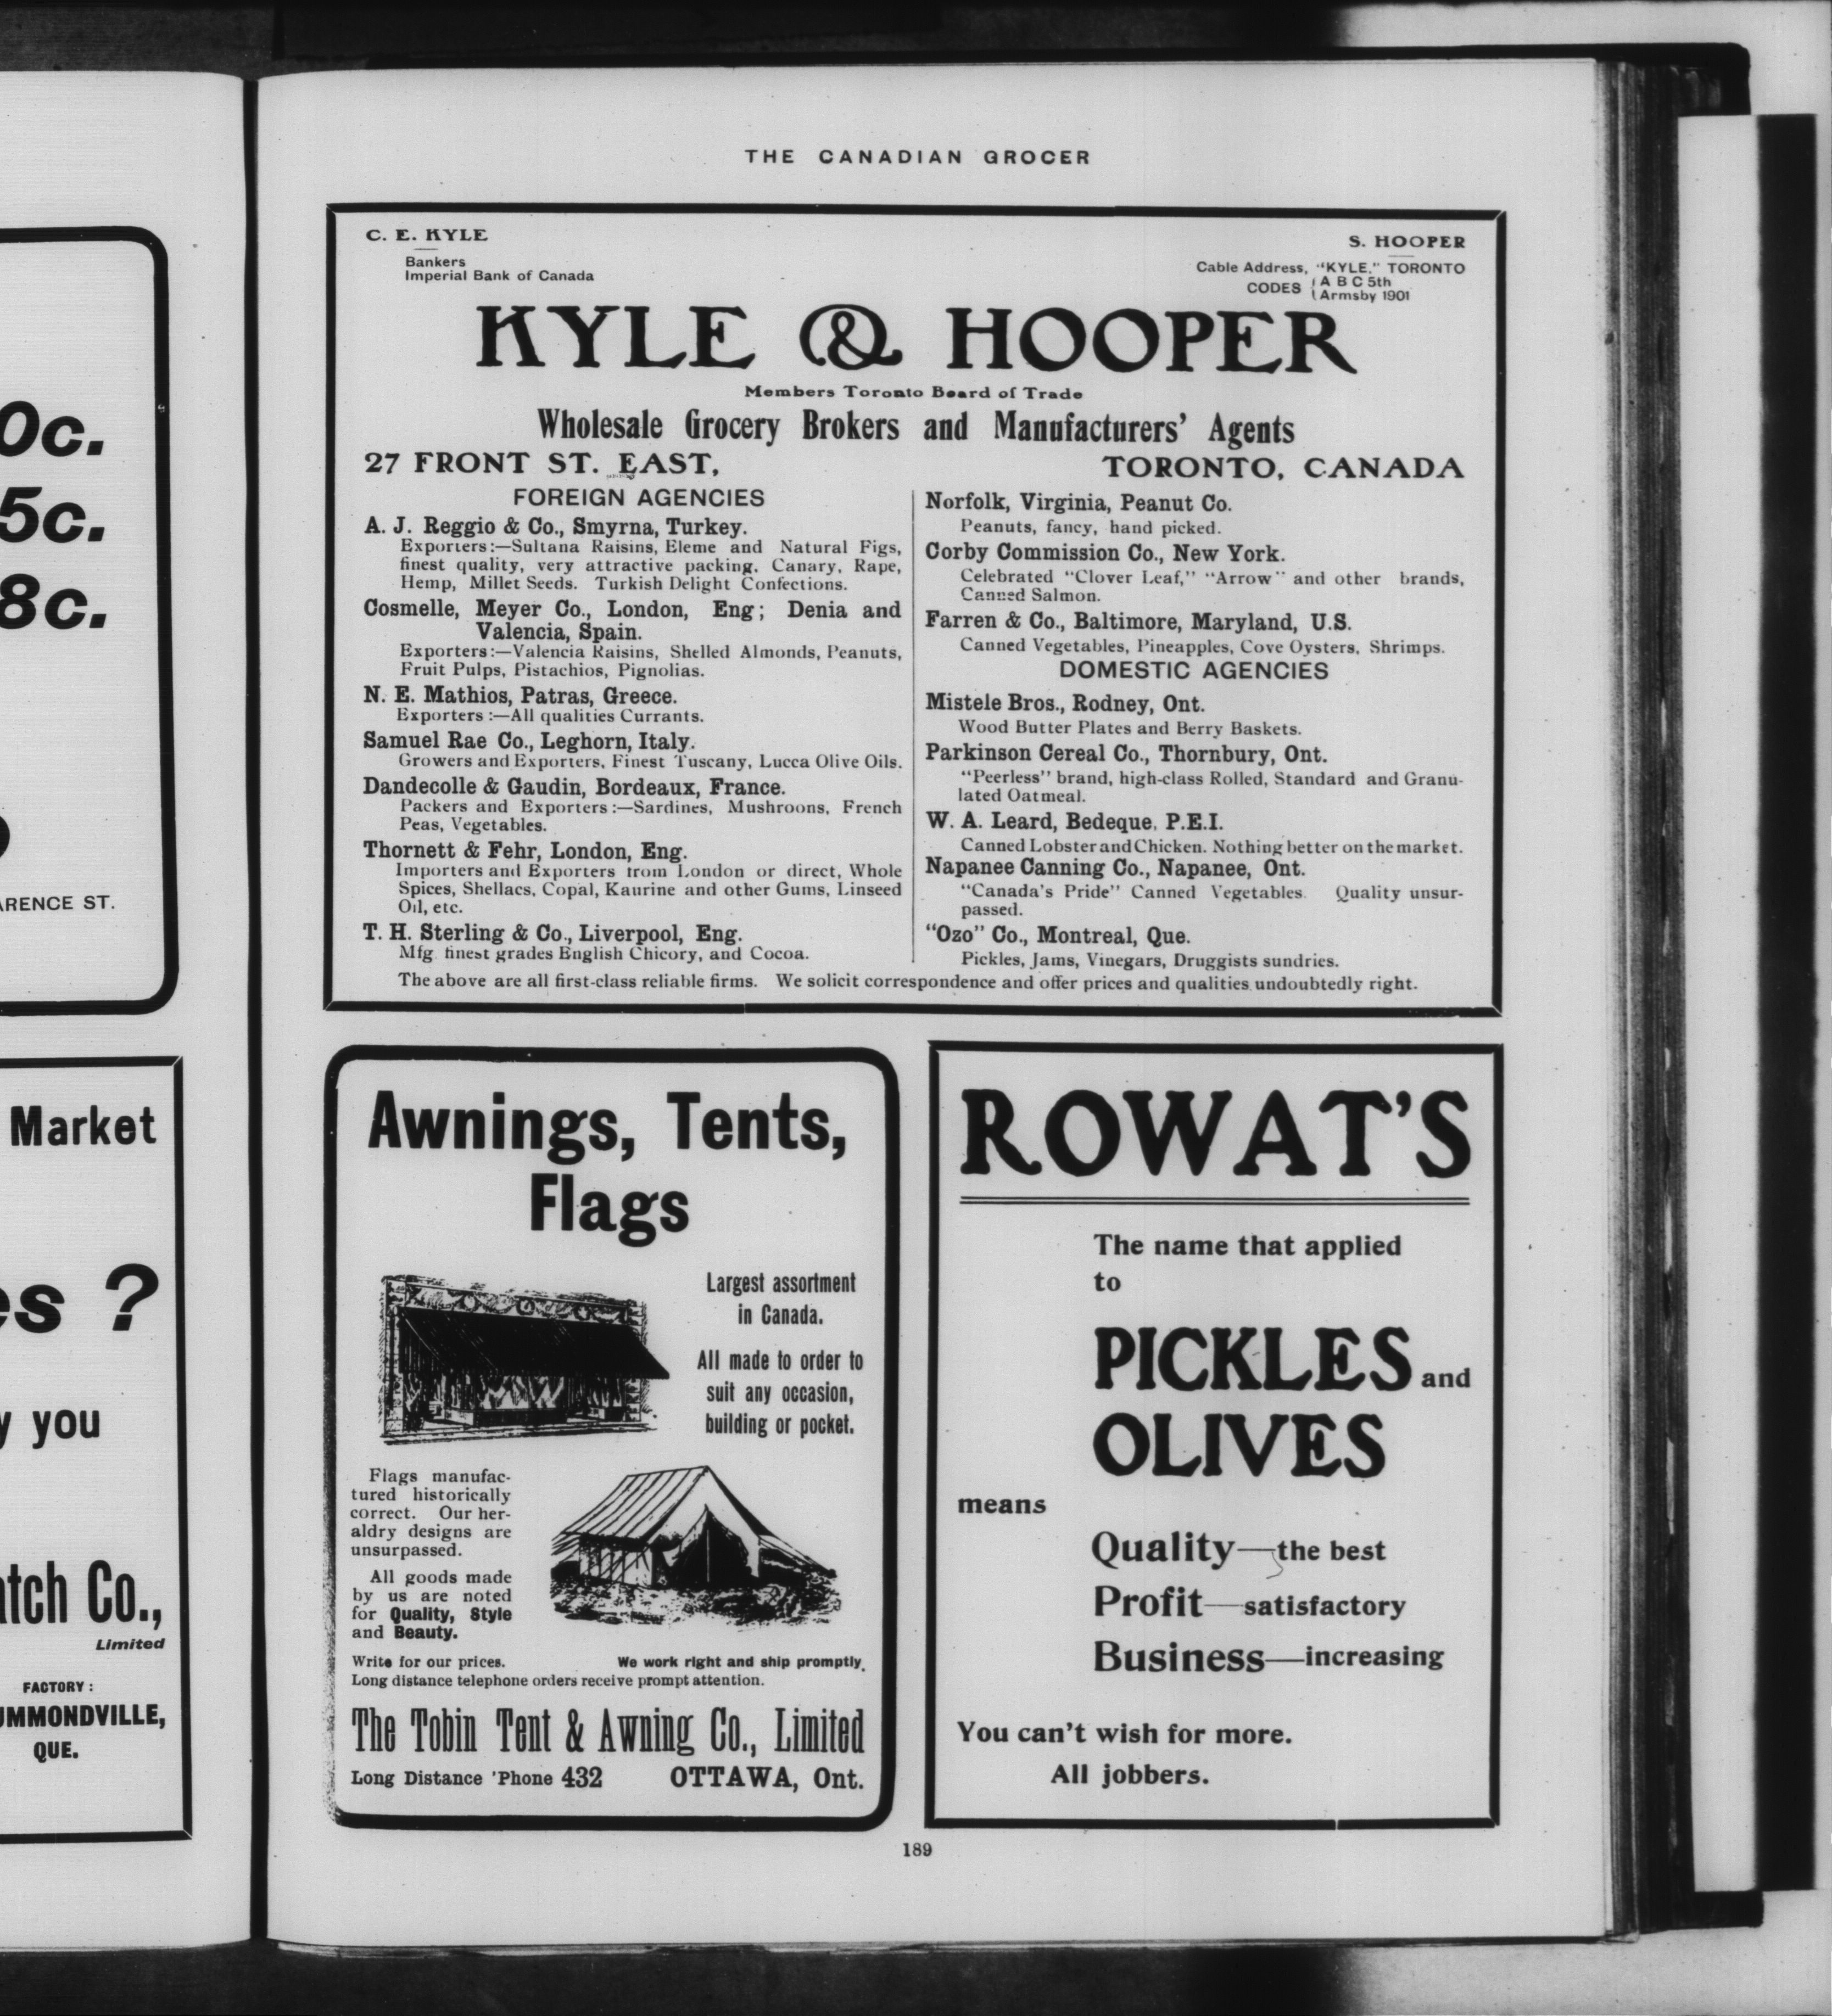 0c.
5c.
8c.
ARENCE ST.
Market
es ?
y you
atch Co.,
Limited
FACTORY:
UMMONDVILLE,
QUE.
THE CANADIAN GROCER
C. E. KYLE
Bankers
Imperial Bank of Canada
S. HOOPER
Cable Address, "KYLE," TORONTO
CODES { A B C 5th
Armsby 1901
KYLE & HOOPER
Members Toronto Board of Trade
Wholesale Grocery Brokers and Manufacturers' Agents
27 FRONT ST. EAST, TORONTO, CANADA
FOREIGN AGENCIES
A. J. Reggio & Co., Smyrna, Turkey.
Exporters:—Sultana Raisins, Eleme and Natural Figs,
finest quality, very attractive packing. Canary, Rape,
Hemp, Millet Seeds. Turkish Delight Confections.
Cosmelle, Meyer Co., London, Eng; Denia and
Valencia, Spain.
Exporters:—Valencia Raisins, Shelled Almonds, Peanuts,
Fruit Pulps, Pistachios, Pignolias.
N. E. Mathios, Patras, Greece.
Exporters :—All qualities Currants.
Samuel Rae Co., Leghorn, Italy.
Growers and Exporters, Finest Tuscany, Lucca Olive Oils.
Dandecolle & Gaudin, Bordeaux, France.
Packers and Exporters :—Sardines, Mushroons, French
Peas, Vegetables.
Thornett & Fehr, London, Eng.
Importers and Exporters from London or direct, Whole
Spices, Shellacs, Copal, Kaurine and other Gums, Linseed
Oil, etc.
T. H. Sterling & Co., Liverpool, Eng.
Mfg finest grades English Chicory, and Cocoa.
Norfolk, Virginia, Peanut Co.
Peanuts, fancy, hand picked.
Corby Commission Co., New York.
Celebrated "Clover Leaf," "Arrow" and other brands,
Canned Salmon.
Farren & Co., Baltimore, Maryland, U.S.
Canned Vegetables, Pineapples, Cove Oysters, Shrimps.
DOMESTIC AGENCIES
Mistele Bros., Rodney, Ont.
Wood Butter Plates and Berry Baskets.
Parkinson Cereal Co., Thornbury, Ont.
"Peerless" brand, high-class Rolled, Standard and Granu-
lated Oatmeal.
W. A. Leard, Bedeque, P.E.I.
Canned Lobster and Chicken. Nothing better on the market.
Napanee Canning Co., Napanee, Ont.
"Canada's Pride" Canned Vegetables. Quality unsur-
passed.
"Ozo" Co., Montreal, Que.
Pickles, Jams, Vinegars, Druggists sundries.
The above are all first-class reliable firms. We solicit correspondence and offer prices and qualities undoubtedly right.
Awnings, Tents,
Flags
Largest assortment
in Canada.
All made to order to
suit any occasion,
building or pocket.
Flags manufac-
tured historically
correct. Our her-
aldry designs are
unsurpassed.
All goods made
by us are noted
for Quality, Style
and Beauty.
Write for our prices. We work right and ship promptly.
Long distance telephone orders receive prompt attention.
The Tobin Tent & Awning Co., Limited
Long Distance 'Phone 432 OTTAWA, Ont.
ROWAT'S
The name that applied
to
PICKLES and
OLIVES
means
Quality—the best
Profit—satisfactory
Business—increasing
You can't wish for more.
All jobbers.
189